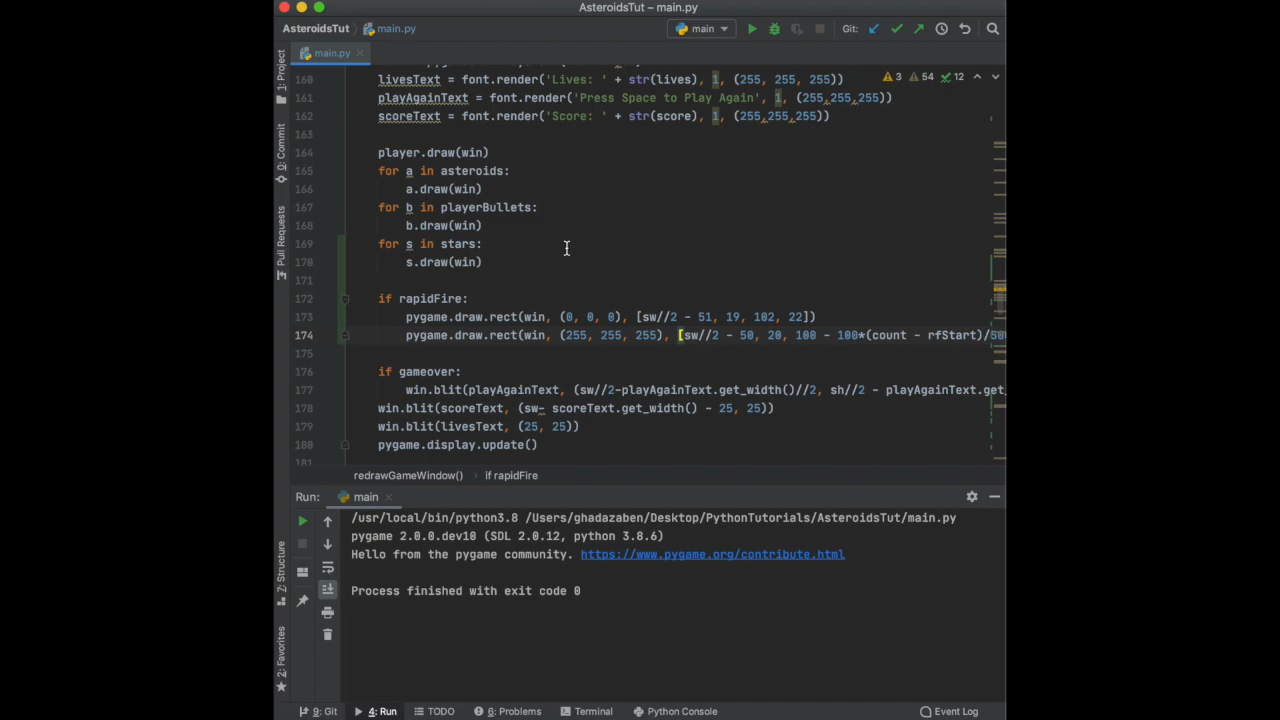 AsteroidsTut – main.py
AsteroidsTut
main.py
main
Git:
main.py
1: Project
0: Commit
Pull Requests
7: Structure
2: Favorites
3 54 12
160 livesText = font.render('Lives: ' + str(lives), 1, (255, 255, 255))
161 playAgainText = font.render('Press Space to Play Again', 1, (255,255,255))
162 scoreText = font.render('Score: ' + str(score), 1, (255,255,255))
163
164 player.draw(win)
165 for a in asteroids:
166 a.draw(win)
167 for b in playerBullets:
168 b.draw(win)
169 for s in stars:
170 s.draw(win)
171
172 if rapidFire:
173 pygame.draw.rect(win, (0, 0, 0), [sw//2 - 51, 19, 102, 22])
174 pygame.draw.rect(win, (255, 255, 255), [sw//2 - 50, 20, 100 - 100*(count - rfStart)/50
175
176 if gameover:
177 win.blit(playAgainText, (sw//2-playAgainText.get_width()//2, sh//2 - playAgainText.get_
178 win.blit(scoreText, (sw- scoreText.get_width() - 25, 25))
179 win.blit(livesText, (25, 25))
180 pygame.display.update()
181
redrawGameWindow() › if rapidFire
Run: main
/usr/local/bin/python3.8 /Users/ghadazaben/Desktop/PythonTutorials/AsteroidsTut/main.py
pygame 2.0.0.dev10 (SDL 2.0.12, python 3.8.6)
Hello from the pygame community. https://www.pygame.org/contribute.html
Process finished with exit code 0
9: Git
4: Run
TODO
6: Problems
Terminal
Python Console
Event Log